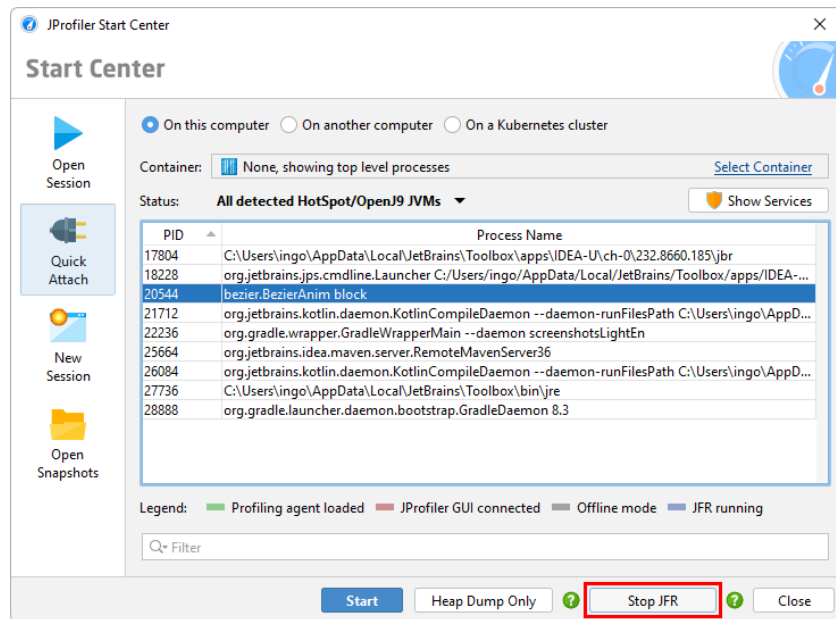 JProfiler Start Center
Start Center
Open
Session
Quick
Attach
New
Session
Open
Snapshots
On this computer On another computer On a Kubernetes cluster
Container: None, showing top level processes Select Container
Status: All detected HotSpot/OpenJ9 JVMs Show Services
PID Process Name
17804 C:\Users\ingo\AppData\Local\JetBrains\Toolbox\apps\IDEA-U\ch-0\232.8660.185\jbr
18228 org.jetbrains.jps.cmdline.Launcher C:/Users/ingo/AppData/Local/JetBrains/Toolbox/apps/IDEA-...
20544 bezier.BezierAnim block
21712 org.jetbrains.kotlin.daemon.KotlinCompileDaemon --daemon-runFilesPath C:\Users\ingo\AppD...
22236 org.gradle.wrapper.GradleWrapperMain --daemon screenshotsLightEn
25664 org.jetbrains.idea.maven.server.RemoteMavenServer36
26084 org.jetbrains.kotlin.daemon.KotlinCompileDaemon --daemon-runFilesPath C:\Users\ingo\AppD...
27736 C:\Users\ingo\AppData\Local\JetBrains\Toolbox\bin\jre
28888 org.gradle.launcher.daemon.bootstrap.GradleDaemon 8.3
Legend: Profiling agent loaded JProfiler GUI connected Offline mode JFR running
Filter
Start Heap Dump Only ? Stop JFR ? Close